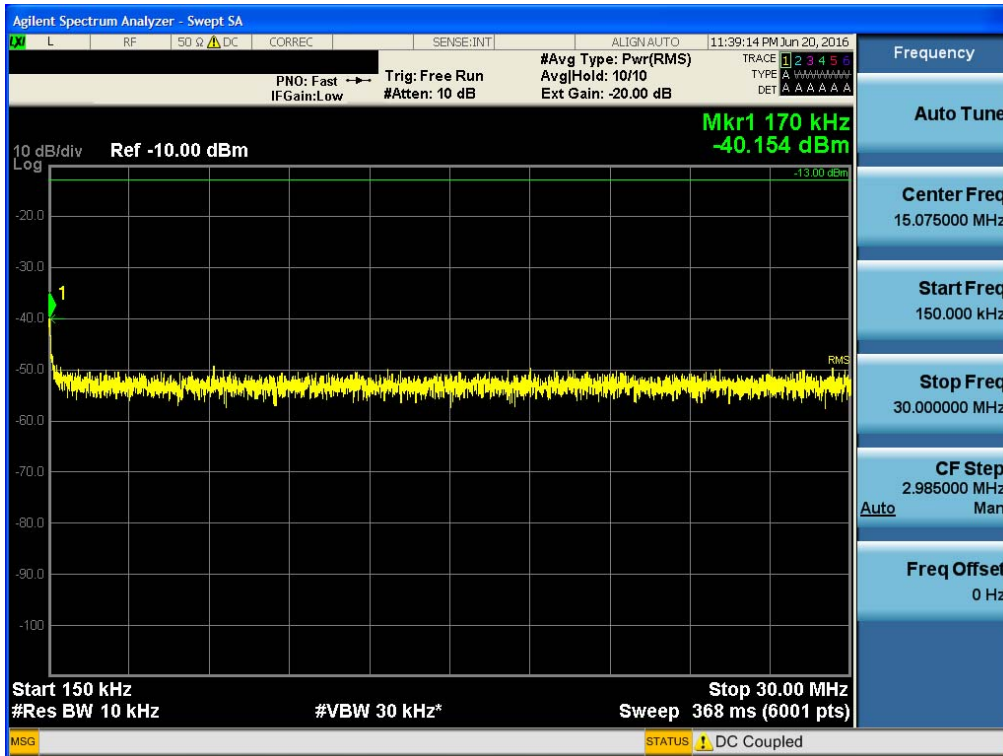 Agilent Spectrum Analyzer - Swept SA
LXI L RF 50 Ω DC CORREC SENSE:INT ALIGN AUTO 11:39:14 PM Jun 20, 2016
#Avg Type: Pwr(RMS) TRACE 1 2 3 4 5 6
PNO: Fast Trig: Free Run Avg|Hold: 10/10 TYPE A WWWWW
IFGain:Low #Atten: 10 dB Ext Gain: -20.00 dB DET A A A A A A
Mkr1 170 kHz
-40.154 dBm
10 dB/div Ref -10.00 dBm
Log
-13.00 dBm
-20.0
-30.0
1
-40.0
-50.0
RMS
-60.0
-70.0
-80.0
-90.0
-100
Start 150 kHz Stop 30.00 MHz
#Res BW 10 kHz #VBW 30 kHz* Sweep 368 ms (6001 pts)
MSG STATUS DC Coupled
Frequency
Auto Tune
Center Freq
15.075000 MHz
Start Freq
150.000 kHz
Stop Freq
30.000000 MHz
CF Step
2.985000 MHz
Auto Man
Freq Offset
0 Hz